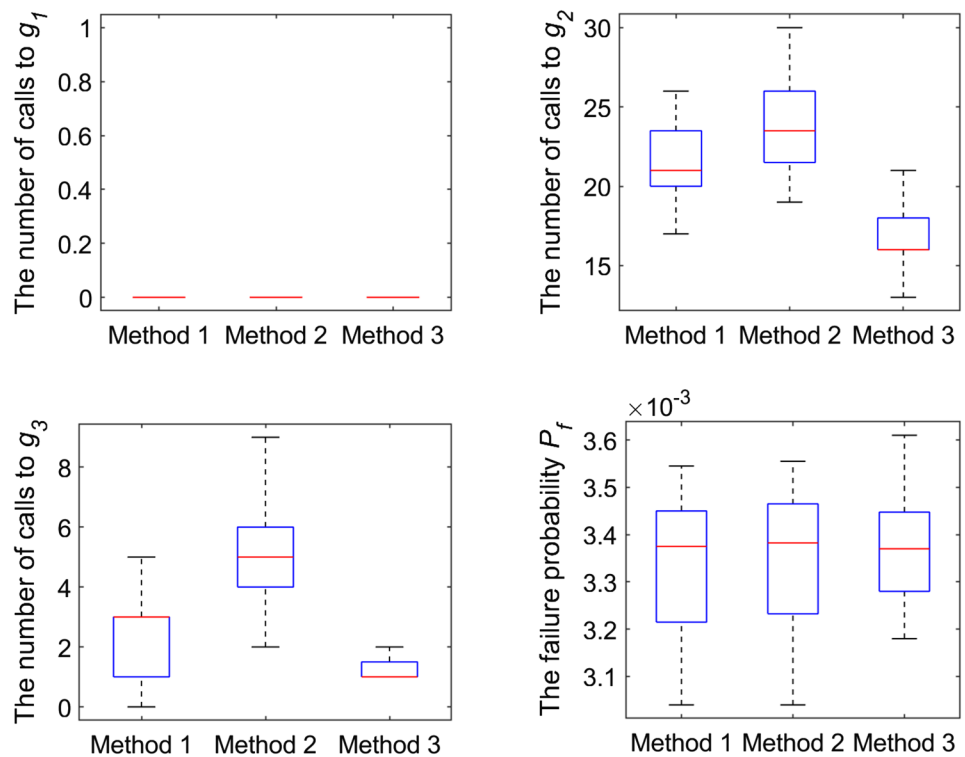 The number of calls to g1
1
0.8
0.6
0.4
0.2
0
Method 1 Method 2 Method 3
The number of calls to g2
30
25
20
15
Method 1 Method 2 Method 3
The number of calls to g3
8
6
4
2
0
Method 1 Method 2 Method 3
The failure probability Pf
×10-3
3.6
3.5
3.4
3.3
3.2
3.1
Method 1 Method 2 Method 3